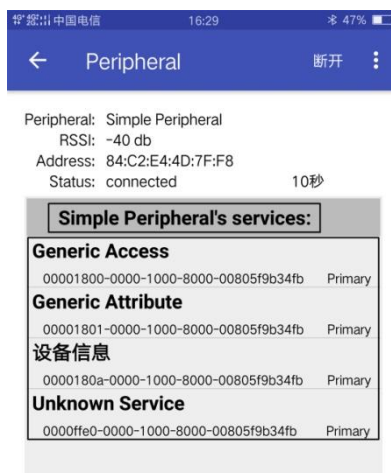 中国电信 16:29 47%
Peripheral 断开
Peripheral: Simple Peripheral
RSSI: -40 db
Address: 84:C2:E4:4D:7F:F8
Status: connected 10秒
Simple Peripheral's services:
Generic Access
00001800-0000-1000-8000-00805f9b34fb Primary
Generic Attribute
00001801-0000-1000-8000-00805f9b34fb Primary
设备信息
0000180a-0000-1000-8000-00805f9b34fb Primary
Unknown Service
0000ffe0-0000-1000-8000-00805f9b34fb Primary